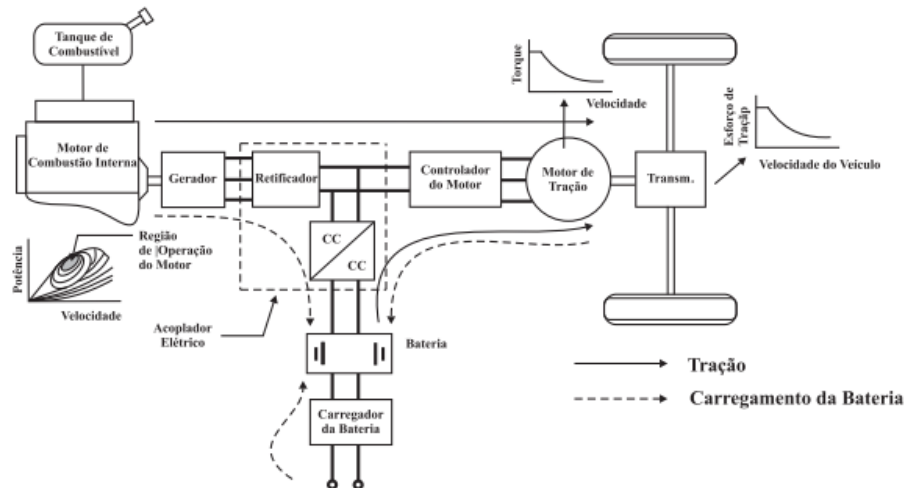 Tanque de
Combustível
Motor de
Combustão Interna
Gerador
Retificador
Controlador
do Motor
Motor de
Tração
Transm.
Torque
Velocidade
Esforço de
Traçãp
Velocidade do Veículo
CC
CC
Região
de |Operação
do Motor
Potência
Velocidade
Acoplador
Elétrico
Bateria
Carregador
da Bateria
Tração
Carregamento da Bateria